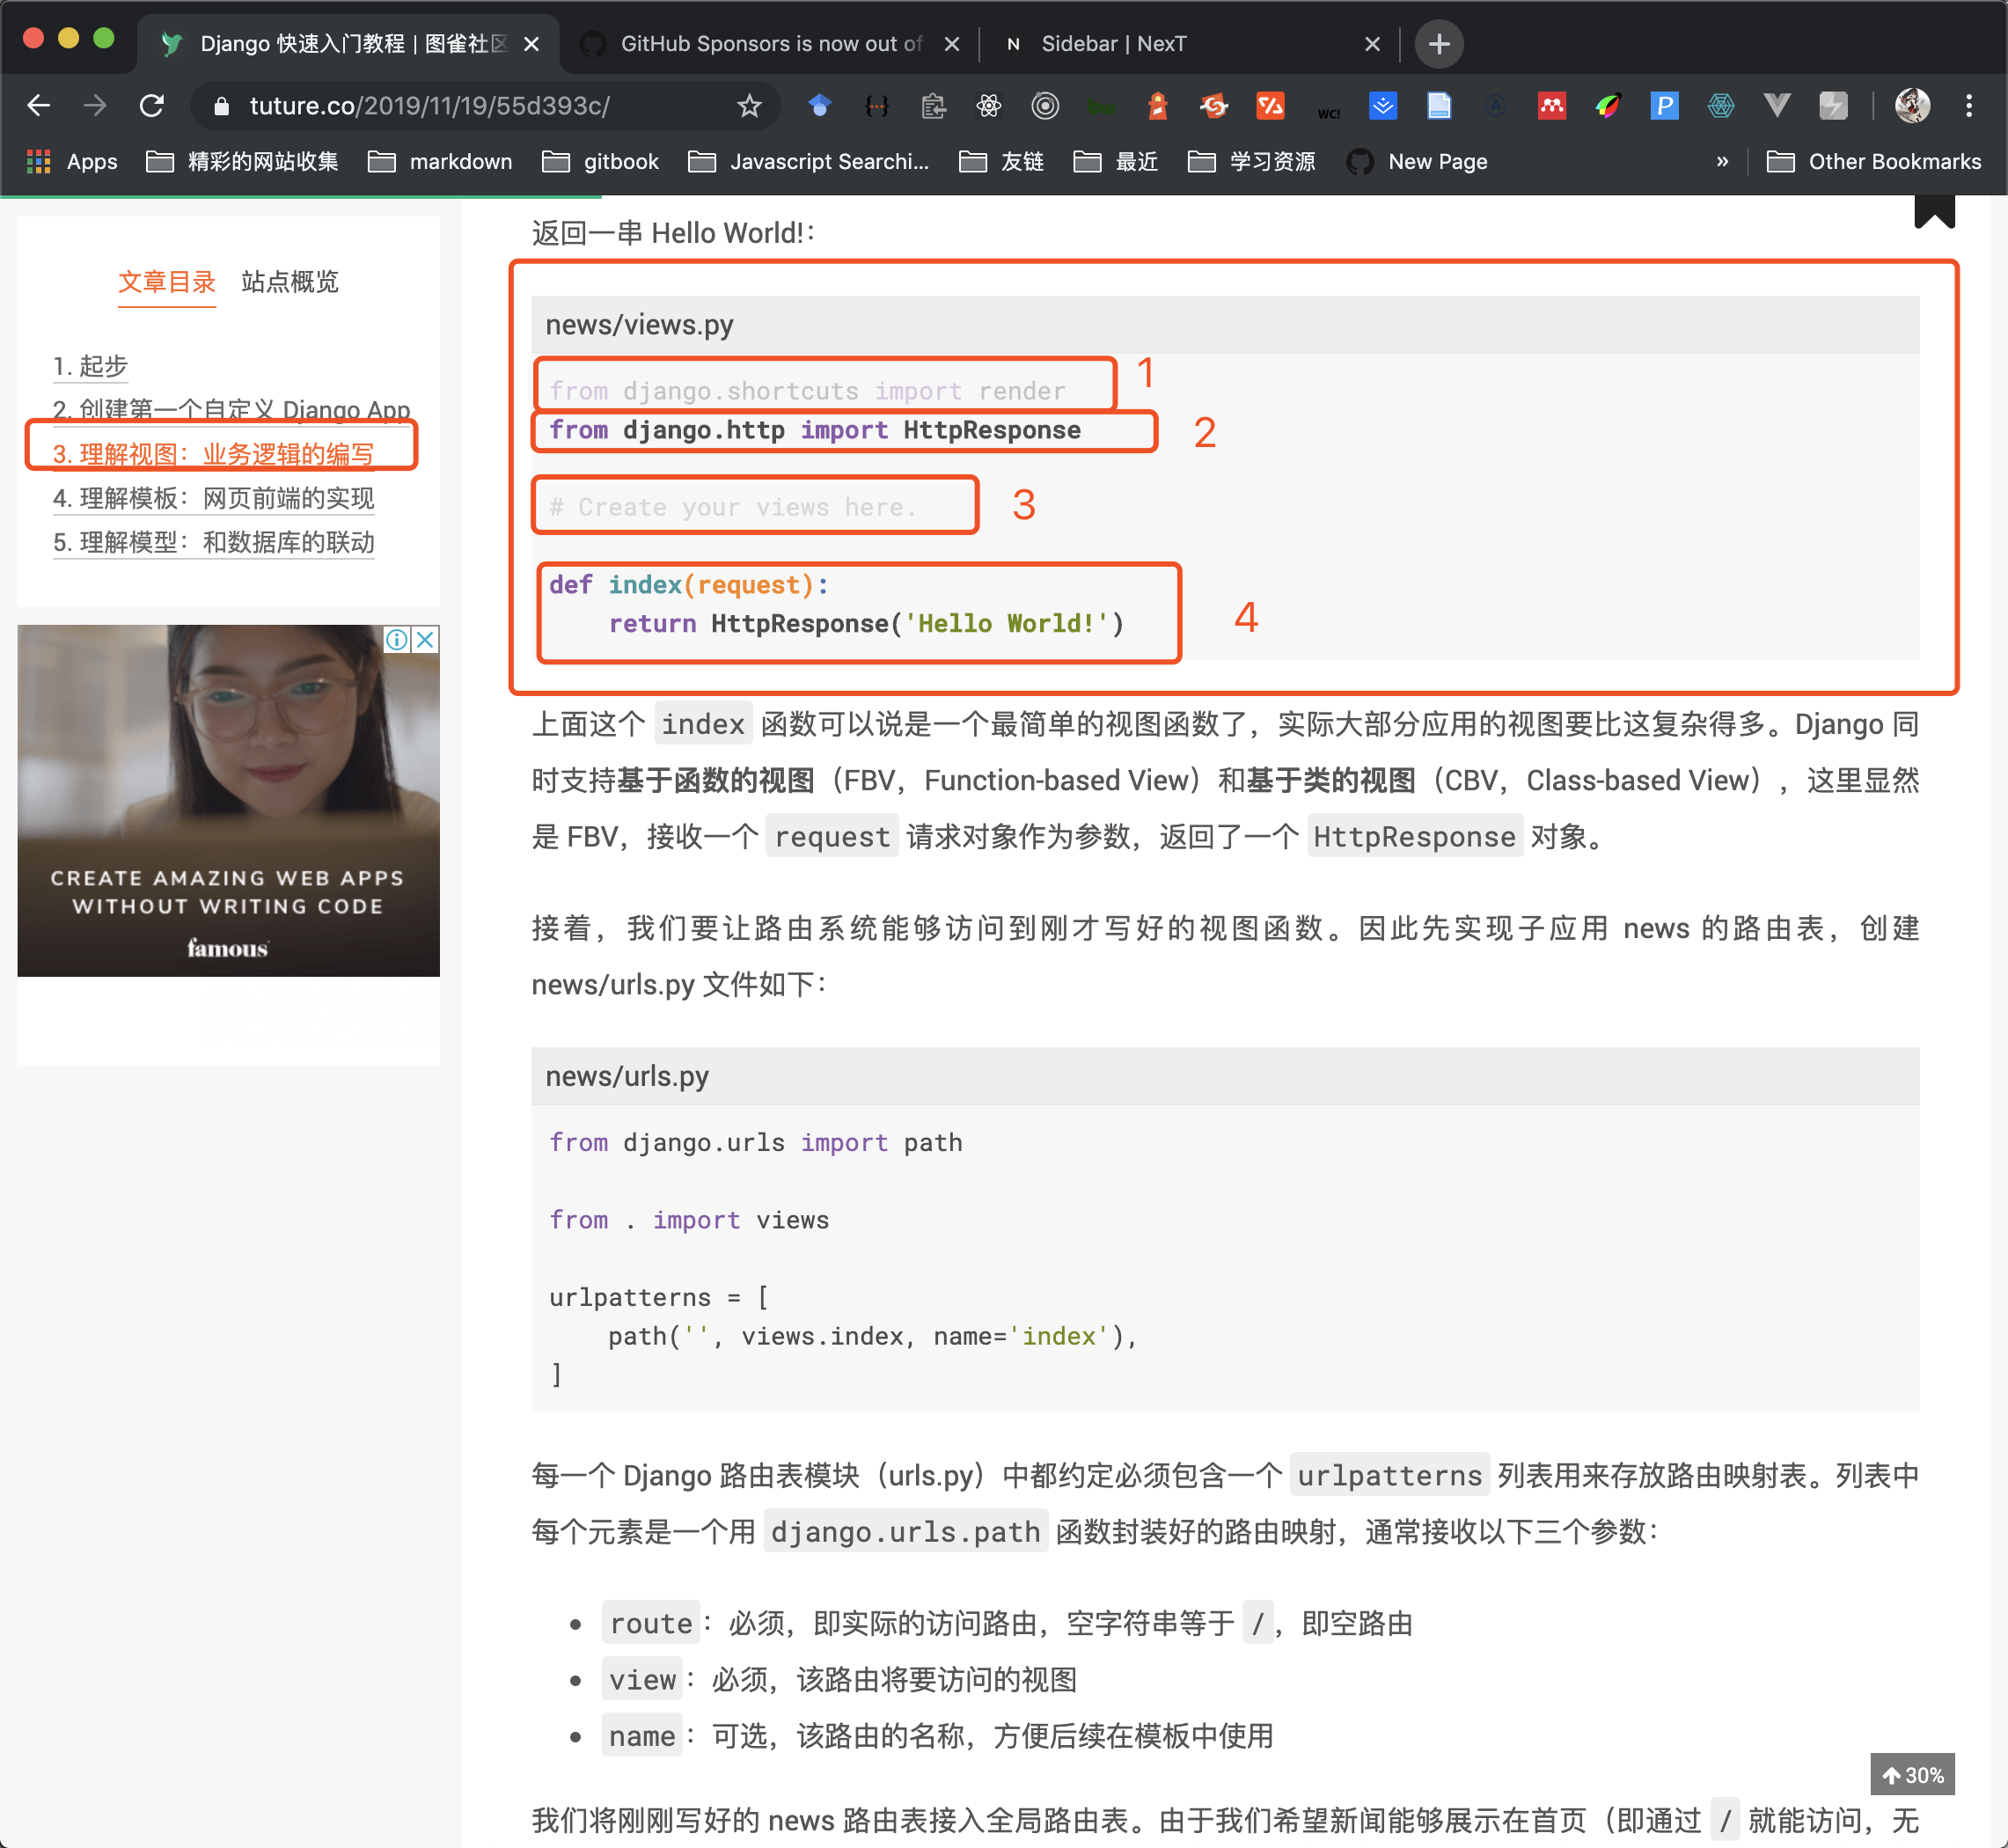 Django 快速入门教程 | 图雀社区
GitHub Sponsors is now out of
N Sidebar | NexT
tuture.co/2019/11/19/55d393c/
Apps
精彩的网站收集
markdown
gitbook
Javascript Searchi...
友链
最近
学习资源
New Page
»
Other Bookmarks
文章目录 站点概览
1. 起步
2. 创建第一个自定义 Django App
3. 理解视图：业务逻辑的编写
4. 理解模板：网页前端的实现
5. 理解模型：和数据库的联动
CREATE AMAZING WEB APPS
WITHOUT WRITING CODE
famous
返回一串 Hello World!：
news/views.py
from django.shortcuts import render
1
from django.http import HttpResponse
2
# Create your views here.
3
def index(request):
return HttpResponse('Hello World!')
4
上面这个 index 函数可以说是一个最简单的视图函数了，实际大部分应用的视图要比这复杂得多。Django 同
时支持基于函数的视图（FBV，Function-based View）和基于类的视图（CBV，Class-based View），这里显然
是 FBV，接收一个 request 请求对象作为参数，返回了一个 HttpResponse 对象。
接着，我们要让路由系统能够访问到刚才写好的视图函数。因此先实现子应用 news 的路由表，创建
news/urls.py 文件如下：
news/urls.py
from django.urls import path
from . import views
urlpatterns = [
path('', views.index, name='index'),
]
每一个 Django 路由表模块（urls.py）中都约定必须包含一个 urlpatterns 列表用来存放路由映射表。列表中
每个元素是一个用 django.urls.path 函数封装好的路由映射，通常接收以下三个参数：
• route：必须，即实际的访问路由，空字符串等于 /，即空路由
• view：必须，该路由将要访问的视图
• name：可选，该路由的名称，方便后续在模板中使用
30%
我们将刚刚写好的 news 路由表接入全局路由表。由于我们希望新闻能够展示在首页（即通过 / 就能访问，无